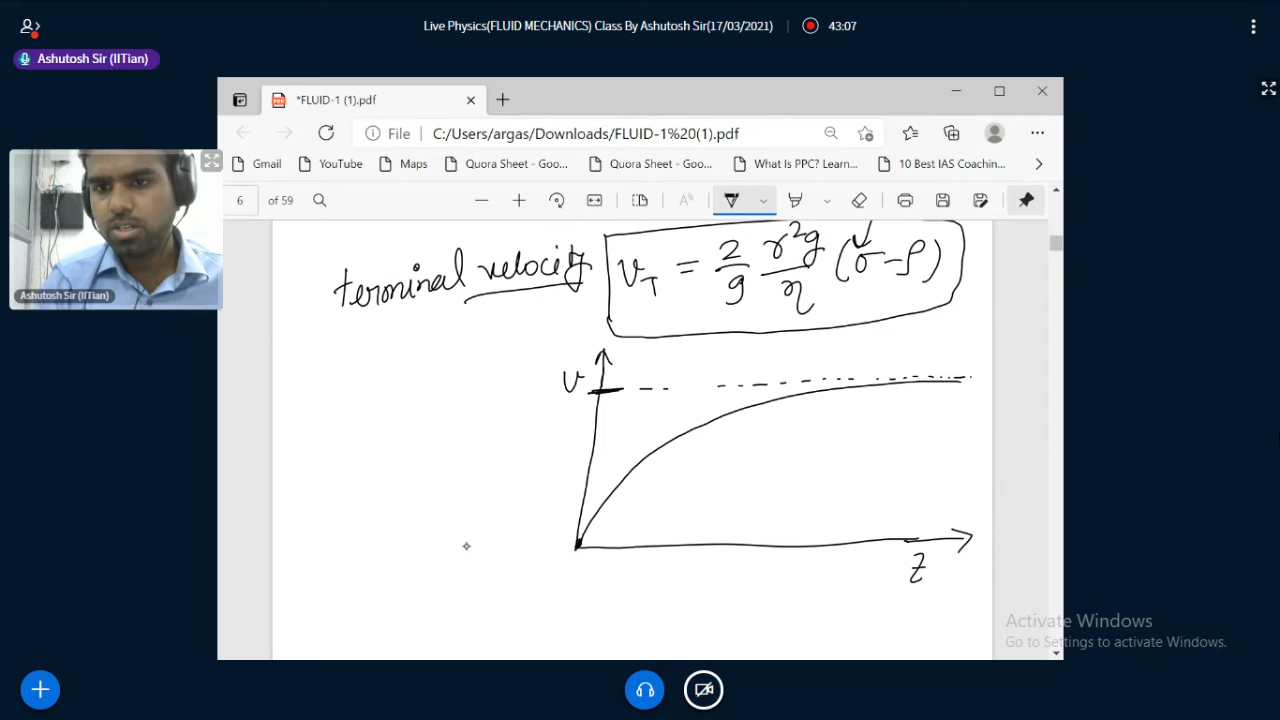 Live Physics(FLUID MECHANICS) Class By Ashutosh Sir(17/03/2021)
43:07
Ashutosh Sir (IITian)
*FLUID-1 (1).pdf
File C:/Users/argas/Downloads/FLUID-1%20(1).pdf
Gmail YouTube Maps Quora Sheet - Goo... Quora Sheet - Goo... What Is PPC? Learn... 10 Best IAS Coachin...
6 of 59
terminal velocity v_T = 2/9 r²g/η (σ-ρ)
Ashutosh Sir (IITian)
v
z
Activate Windows
Go to Settings to activate Windows.